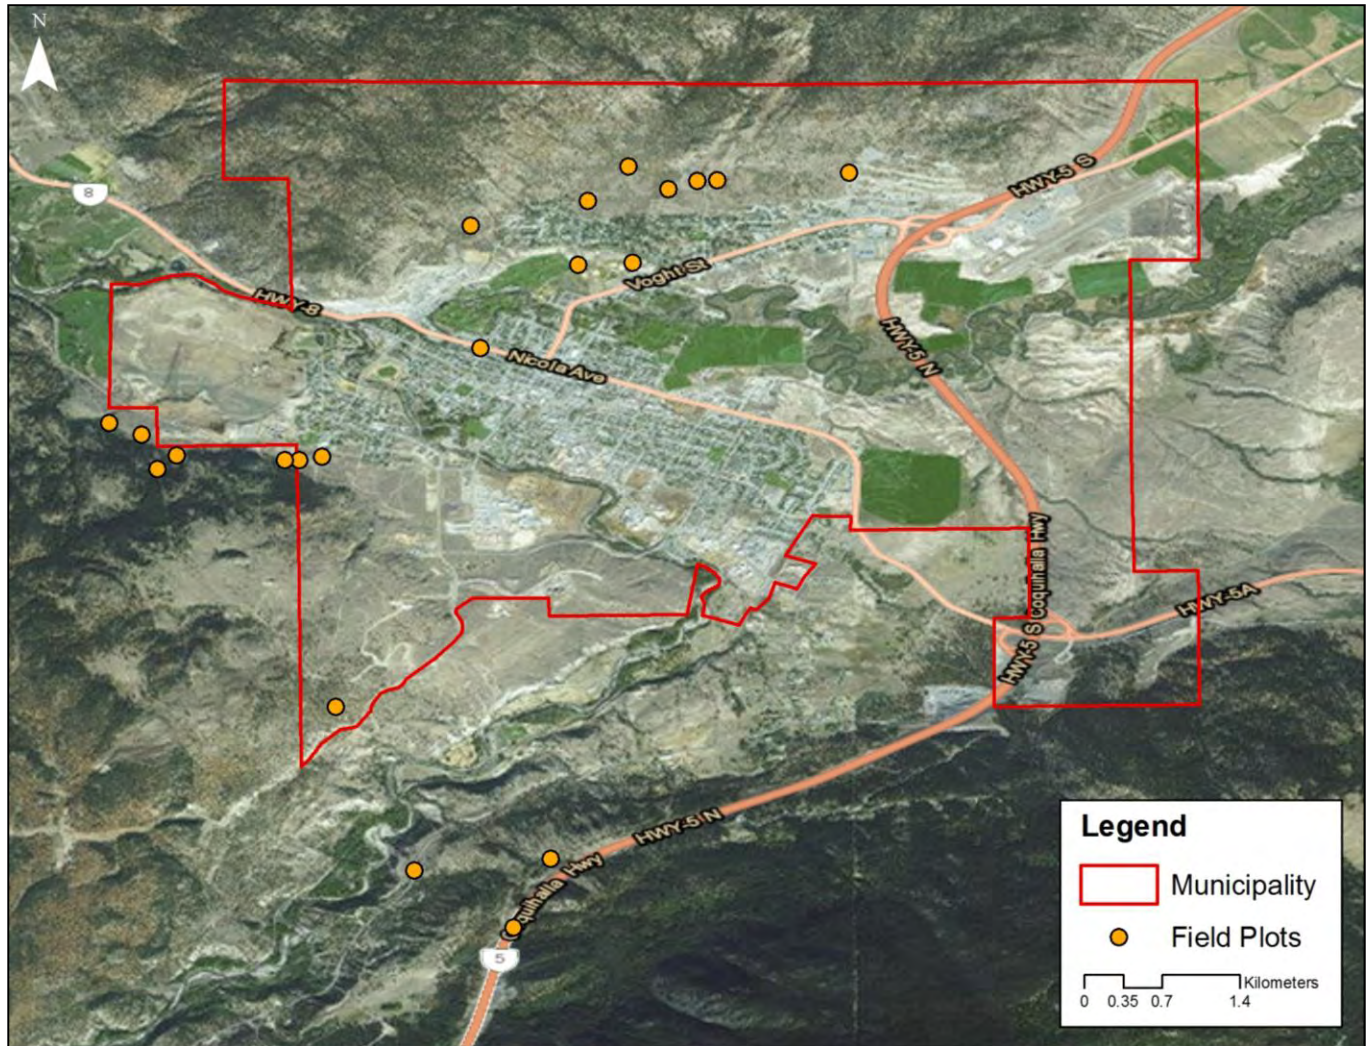 N
HWY-5 S
8
Voght St
HWY-8
HWY-5 N
Nicola Ave
HWY-5 S Coquihalla Hwy
HWY-5A
HWY-5 N
Coquihalla Hwy
5
Legend
Municipality
Field Plots
Kilometers
0 0.35 0.7 1.4